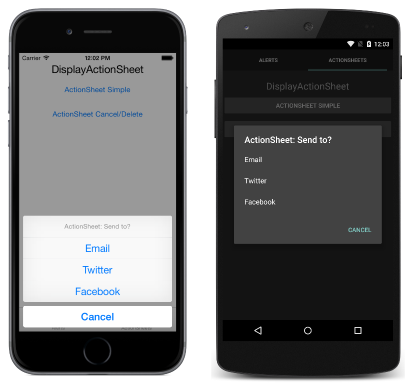 Carrier 12:02 PM
DisplayActionSheet
ActionSheet Simple
ActionSheet Cancel/Delete
ActionSheet: Send to?
Email
Twitter
Facebook
Cancel
12:03
ALERTS ACTIONSHEETS
DisplayActionSheet
ACTIONSHEET SIMPLE
ActionSheet: Send to?
Email
Twitter
Facebook
CANCEL